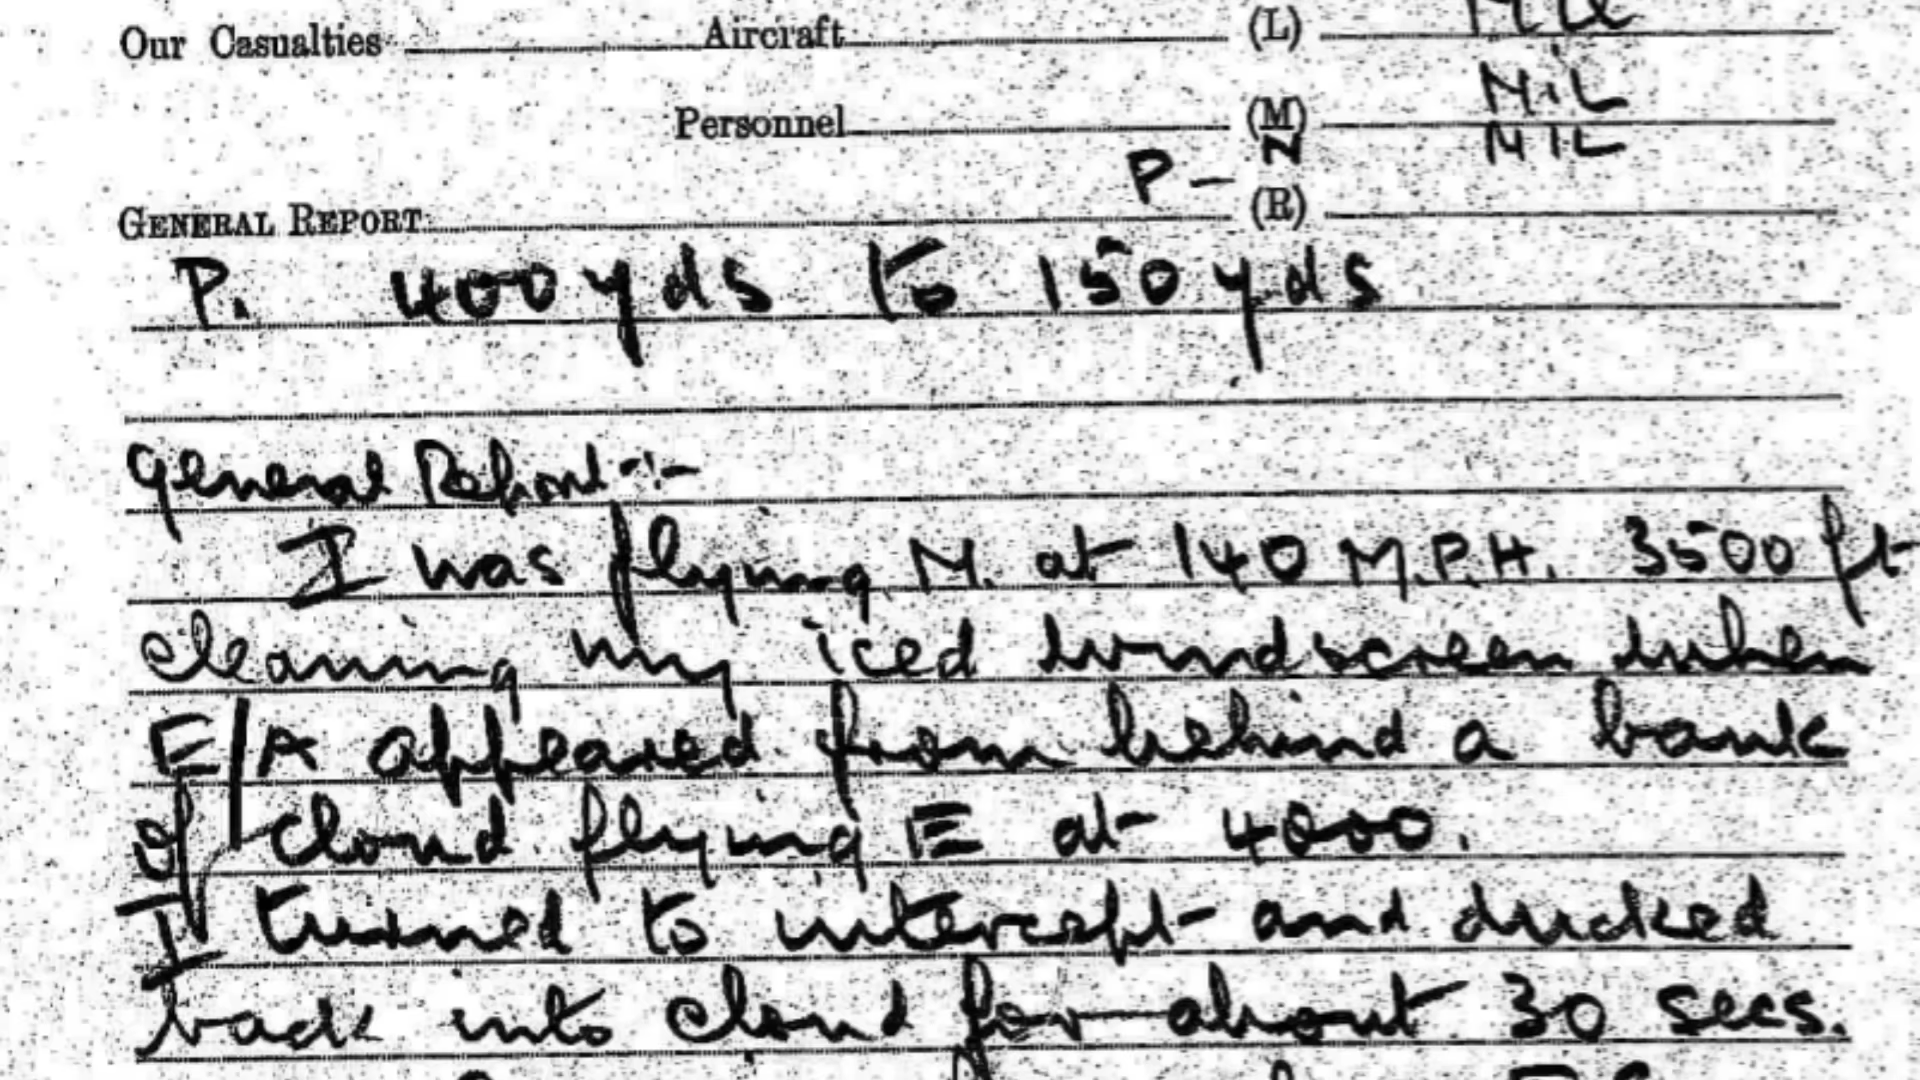 Our Casualties Aircraft (L) Nil
Personnel (M) NIL
N NIL
P -
GENERAL REPORT (R)
P. 400 yds to 150 yds
General Report :-
I was flying N. at 140 M.P.H. 3500 ft
cleaning my iced windscreen when
E/A appeared from behind a bank
of cloud flying E at 4000.
I turned to intercept and ducked
back into cloud for about 30 secs.